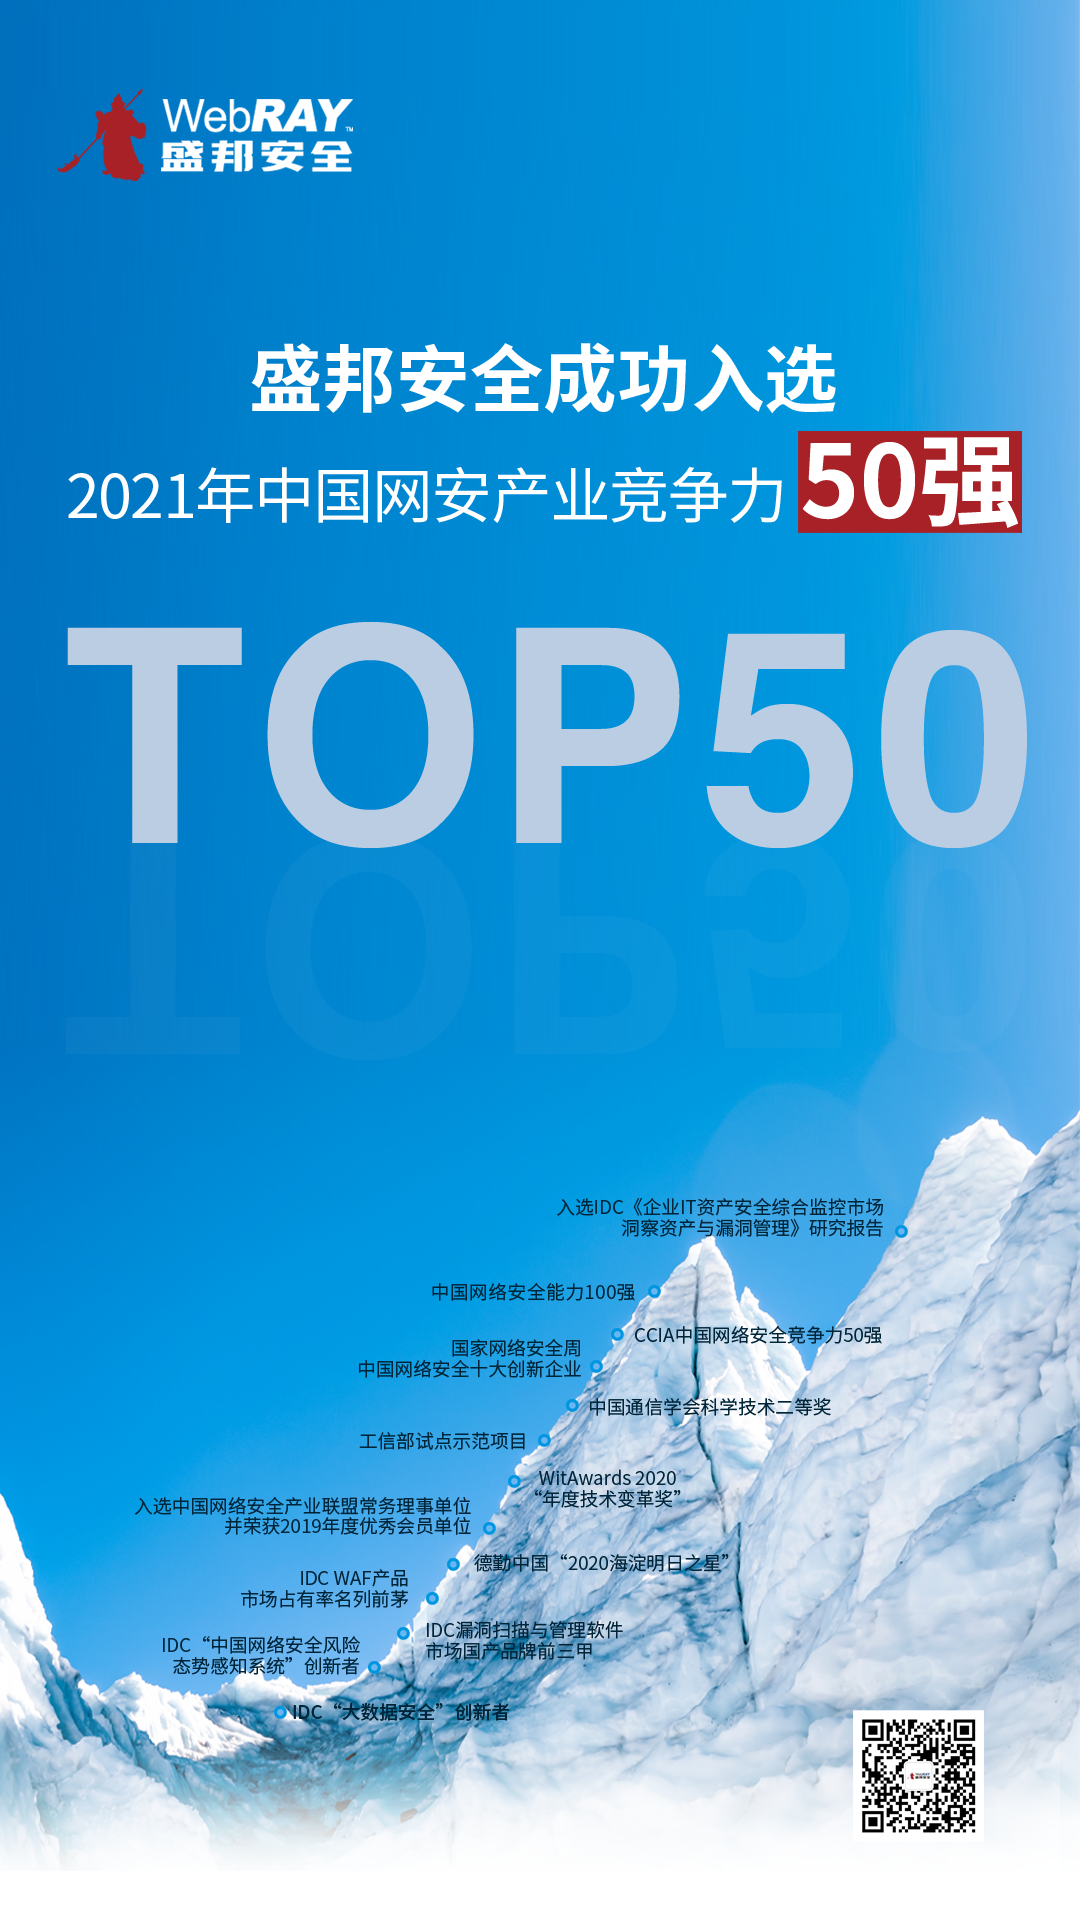 WebRAY™
盛邦安全
盛邦安全成功入选
2021年中国网安产业竞争力50强
TOP50
入选IDC《企业IT资产安全综合监控市场
洞察资产与漏洞管理》研究报告
中国网络安全能力100强
CCIA中国网络安全竞争力50强
国家网络安全周
中国网络安全十大创新企业
中国通信学会科学技术二等奖
工信部试点示范项目
WitAwards 2020
“年度技术变革奖”
入选中国网络安全产业联盟常务理事单位
并荣获2019年度优秀会员单位
德勤中国“2020海淀明日之星”
IDC WAF产品
市场占有率名列前茅
IDC漏洞扫描与管理软件
市场国产品牌前三甲
IDC“中国网络安全风险
态势感知系统”创新者
IDC“大数据安全”创新者